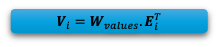 V_i = W_values . E_i^T